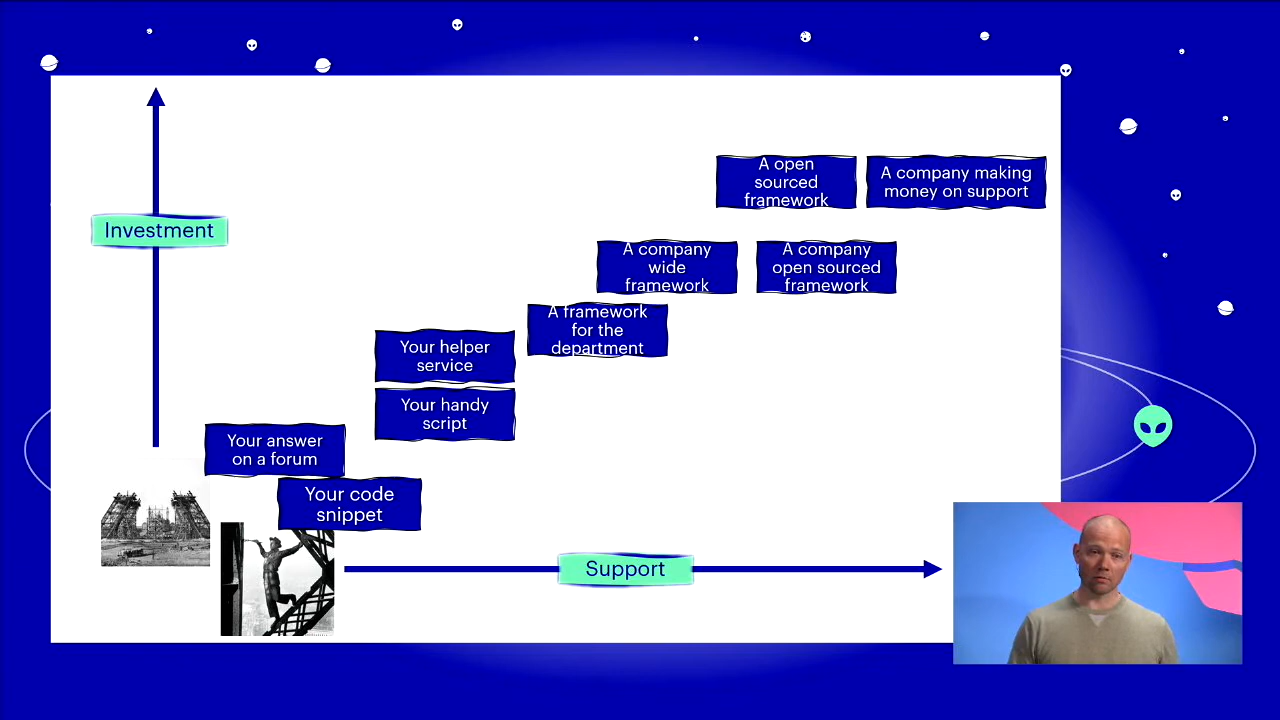 A open
sourced
framework
A company making
money on support
Investment
A company
wide
framework
A company
open sourced
framework
A framework
for the
department
Your helper
service
Your handy
script
Your answer
on a forum
Your code
snippet
Support